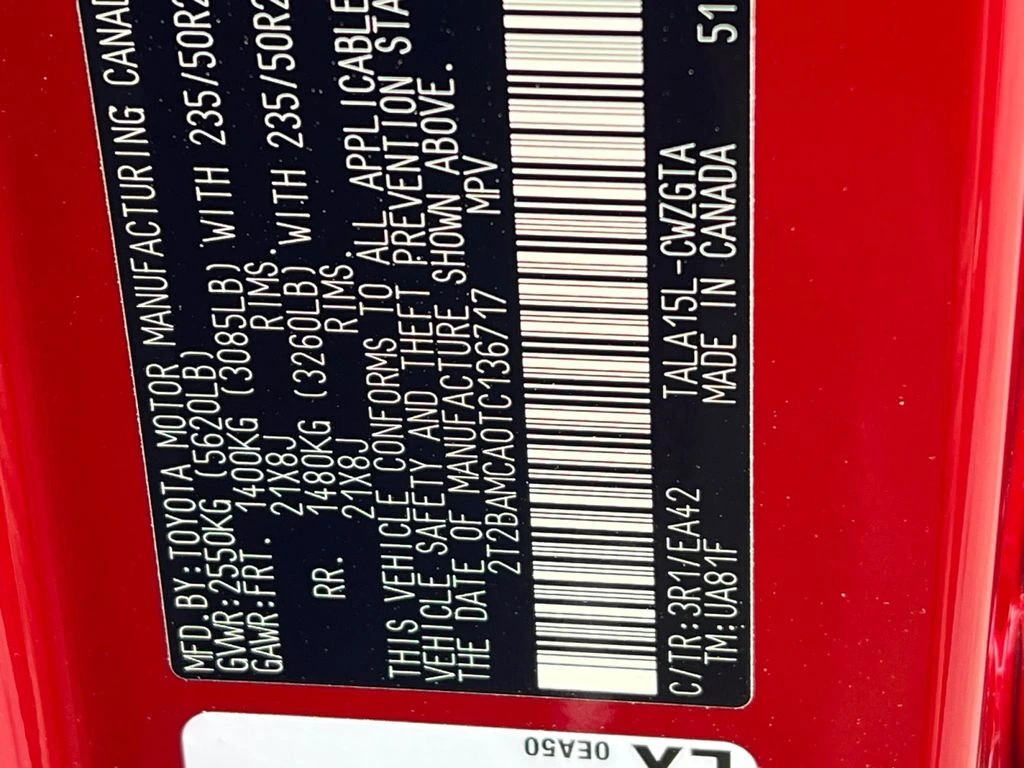 MFD.BY:TOYOTA MOTOR MANUFACTURING CANAD
GVWR:2550KG (5620LB)
GAWR:FRT. 1400KG (3085LB) WITH 235/50R2
21X8J RIMS.
RR. 1480KG (3260LB) WITH 235/50R2
21X8J RIMS.
THIS VEHICLE CONFORMS TO ALL APPLICABLE
VEHICLE SAFETY AND THEFT PREVENTION STA
THE DATE OF MANUFACTURE SHOWN ABOVE.
2T2BAMCA0TC136717 MPV
C/TR:3R1/EA42 TALA15L-CWZGTA 51
TM:UA81F MADE IN CANADA
0EA50